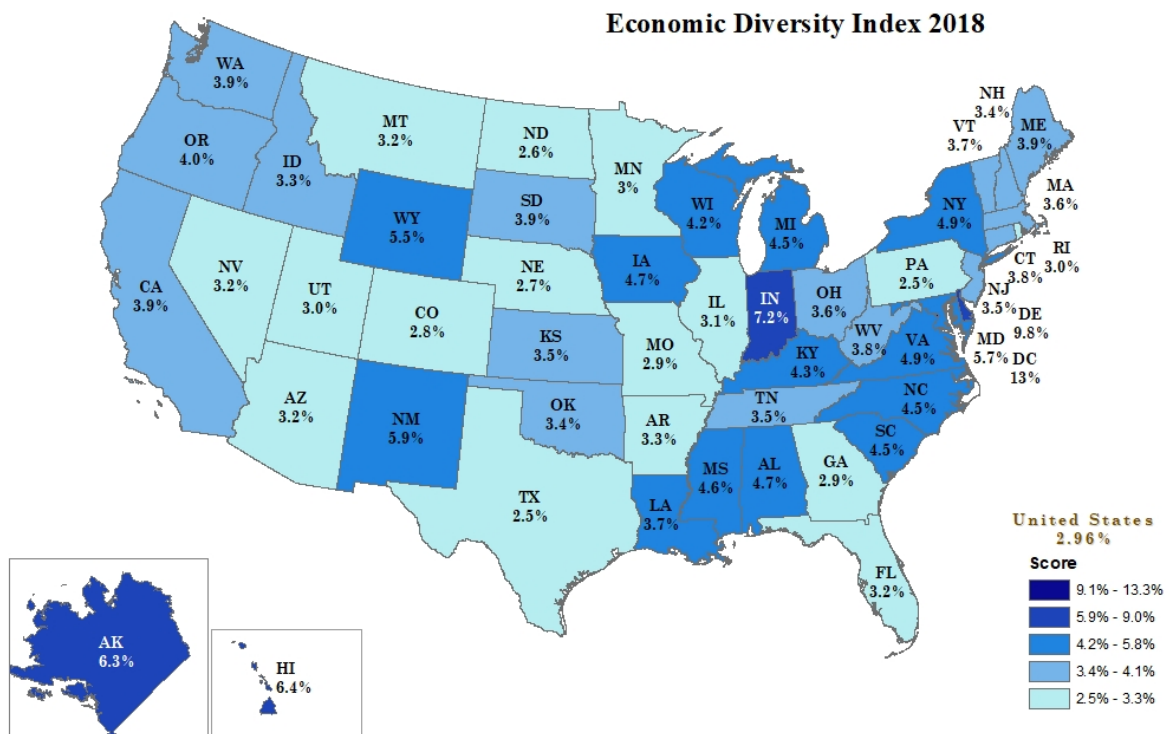 Economic Diversity Index 2018
WA
3.9%
OR
4.0%
CA
3.9%
ID
3.3%
NV
3.2%
MT
3.2%
WY
5.5%
UT
3.0%
AZ
3.2%
CO
2.8%
NM
5.9%
ND
2.6%
SD
3.9%
NE
2.7%
KS
3.5%
OK
3.4%
TX
2.5%
MN
3%
IA
4.7%
MO
2.9%
AR
3.3%
LA
3.7%
WI
4.2%
IL
3.1%
MI
4.5%
IN
7.2%
OH
3.6%
KY
4.3%
TN
3.5%
MS
4.6%
AL
4.7%
GA
2.9%
FL
3.2%
SC
4.5%
NC
4.5%
VA
4.9%
WV
3.8%
PA
2.5%
NY
4.9%
VT
3.7%
NH
3.4%
ME
3.9%
MA
3.6%
RI
3.0%
CT
3.8%
NJ
3.5%
DE
9.8%
MD
5.7%
DC
13%
AK
6.3%
HI
6.4%
United States
2.96%
Score
9.1% - 13.3%
5.9% - 9.0%
4.2% - 5.8%
3.4% - 4.1%
2.5% - 3.3%